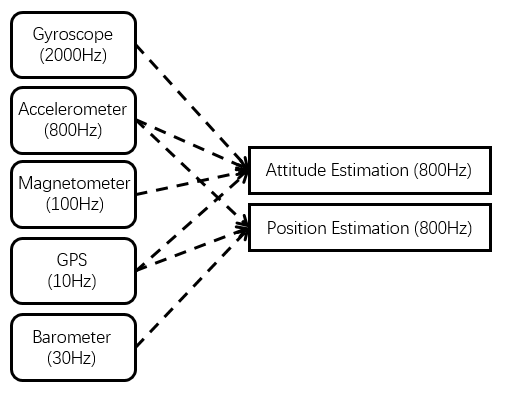 Gyroscope
(2000Hz)
Accelerometer
(800Hz)
Magnetometer
(100Hz)
GPS
(10Hz)
Barometer
(30Hz)
Attitude Estimation (800Hz)
Position Estimation (800Hz)